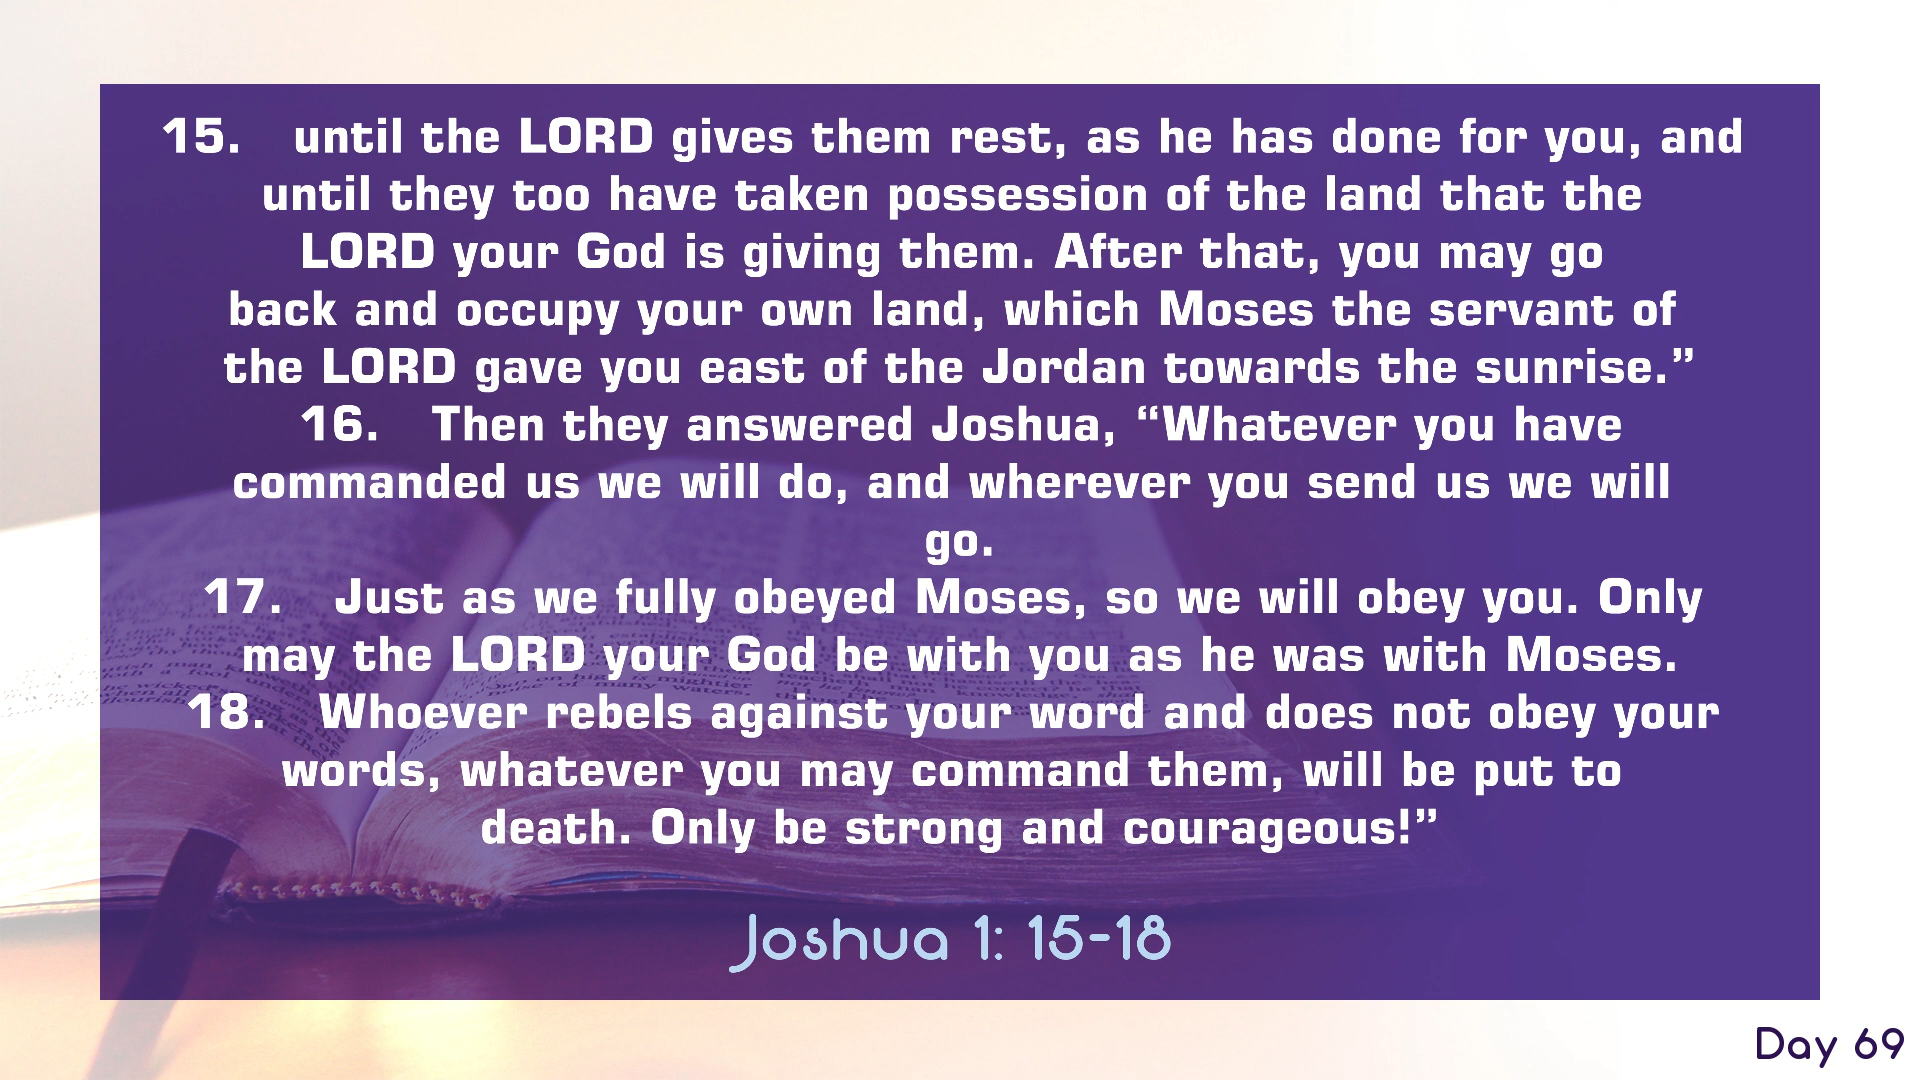 15. until the LORD gives them rest, as he has done for you, and
until they too have taken possession of the land that the
LORD your God is giving them. After that, you may go
back and occupy your own land, which Moses the servant of
the LORD gave you east of the Jordan towards the sunrise.”
16. Then they answered Joshua, “Whatever you have
commanded us we will do, and wherever you send us we will
go.
17. Just as we fully obeyed Moses, so we will obey you. Only
may the LORD your God be with you as he was with Moses.
18. Whoever rebels against your word and does not obey your
words, whatever you may command them, will be put to
death. Only be strong and courageous!”
Joshua 1: 15-18
Day 69